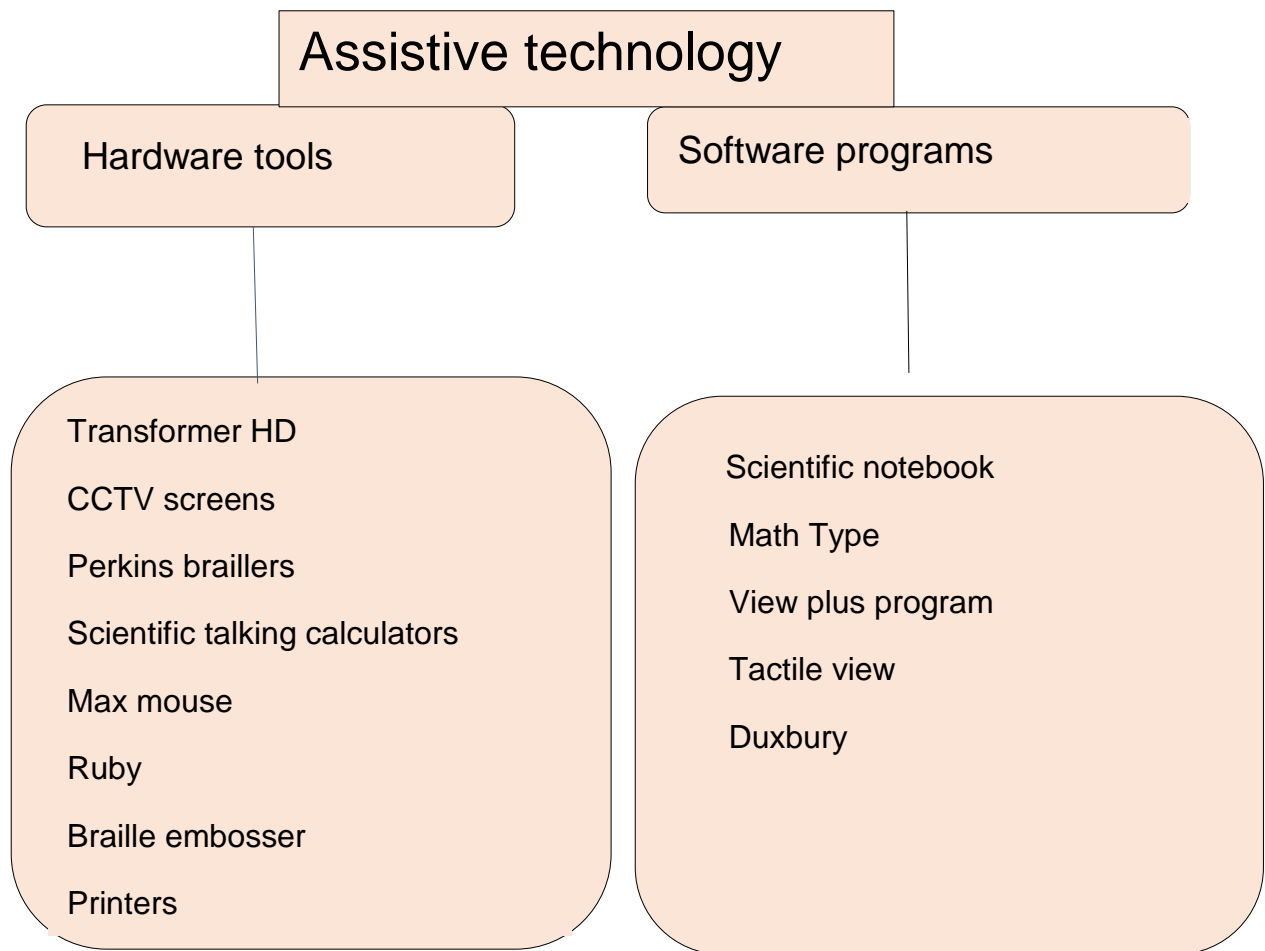 Assistive technology
Hardware tools
Software programs
Transformer HD
CCTV screens
Perkins braillers
Scientific talking calculators
Max mouse
Ruby
Braille embosser
Printers
Scientific notebook
Math Type
View plus program
Tactile view
Duxbury